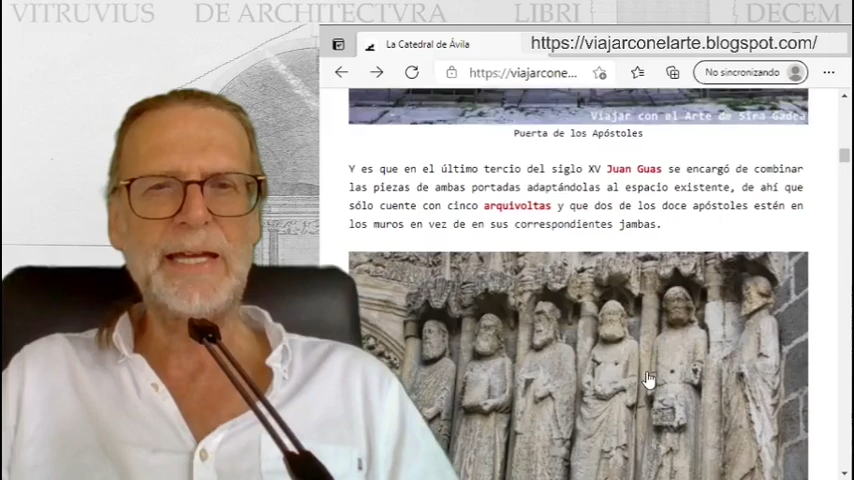 VITRUVIUS DE ARCHITECTVRA LIBRI DECEM
La Catedral de Ávila
https://viajarconelarte.blogspot.com/
https://viajarcone...
No sincronizando
Viajar con el Arte de Sira Gadea
Puerta de los Apóstoles
Y es que en el último tercio del siglo XV Juan Guas se encargó de combinar
las piezas de ambas portadas adaptándolas al espacio existente, de ahí que
sólo cuente con cinco arquivoltas y que dos de los doce apóstoles estén en
los muros en vez de en sus correspondientes jambas.